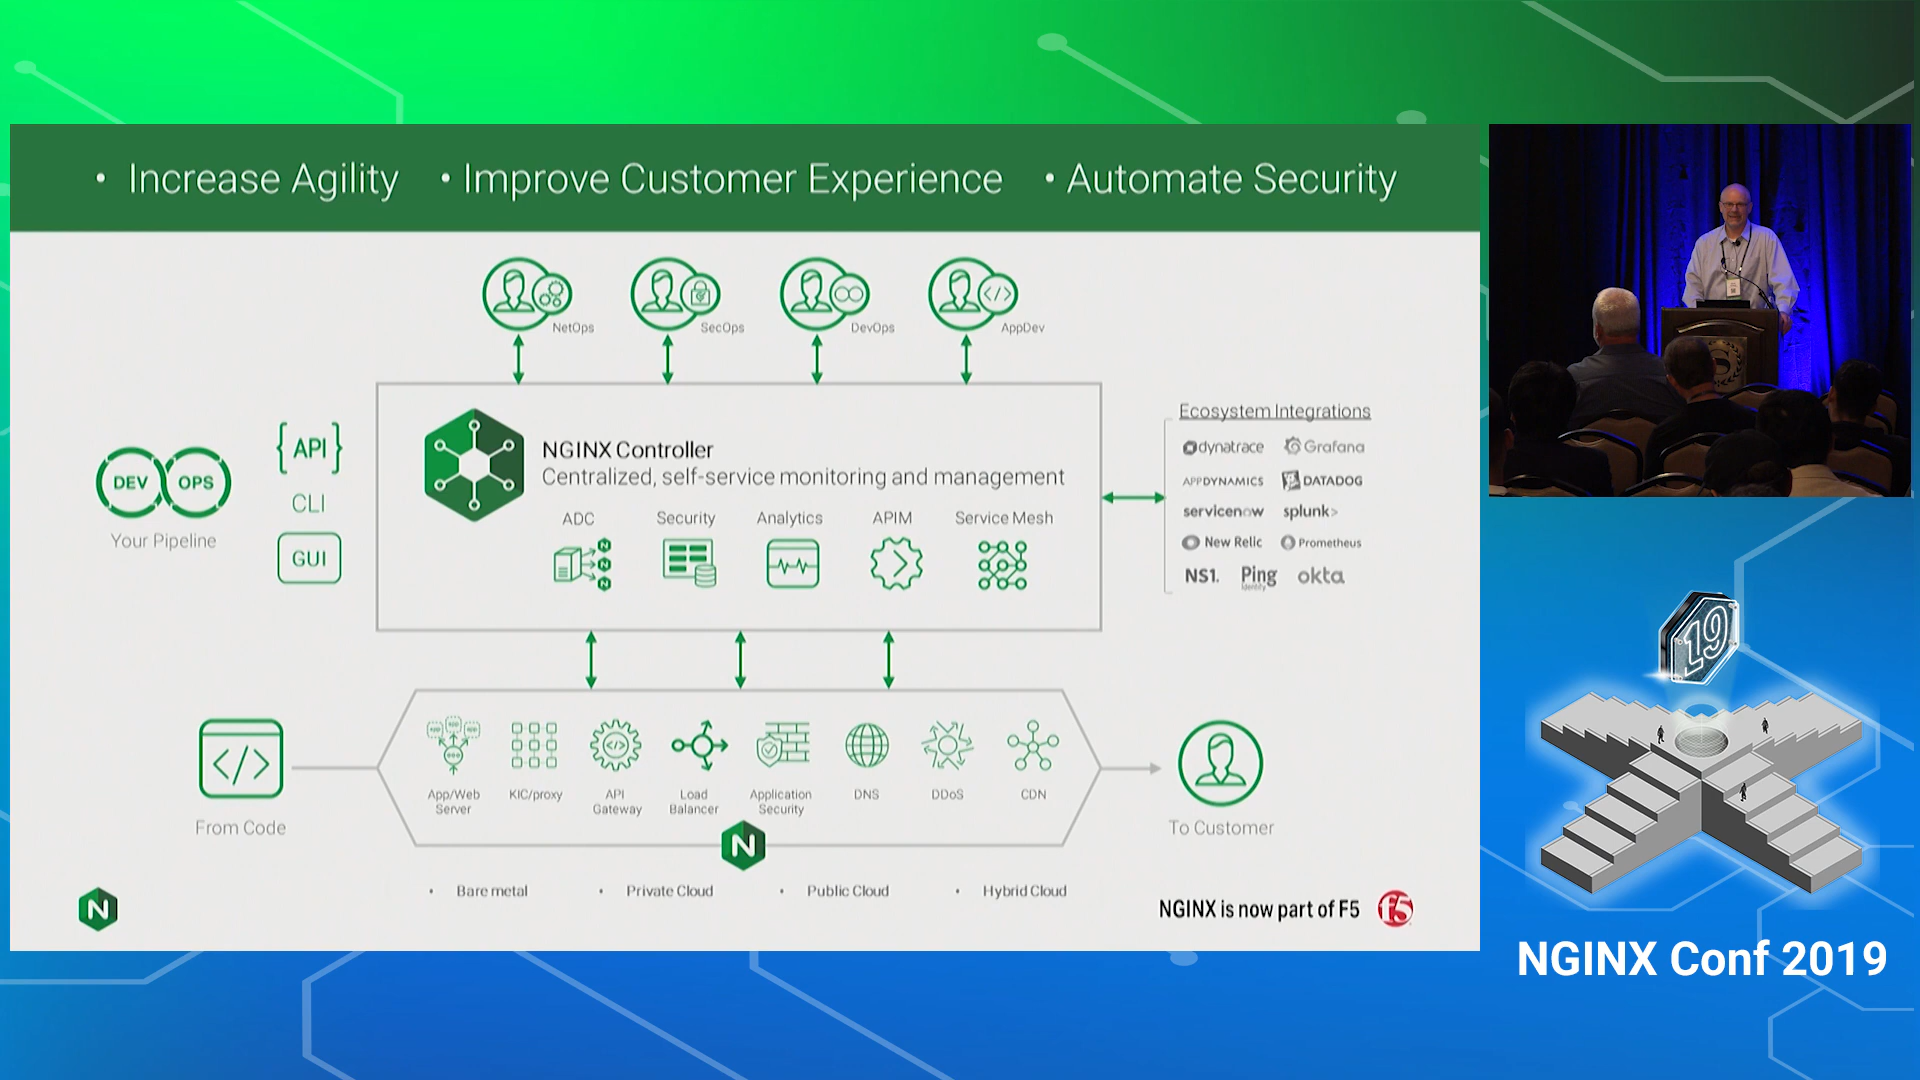 • Increase Agility • Improve Customer Experience • Automate Security
NetOps SecOps DevOps AppDev
DEV OPS
Your Pipeline
{API}
CLI
GUI
NGINX Controller
Centralized, self-service monitoring and management
ADC Security Analytics APIM Service Mesh
Ecosystem Integrations
dynatrace Grafana
APPDYNAMICS DATADOG
servicenow splunk>
New Relic Prometheus
NS1. Ping Identity okta
</>
From Code
App/Web Server
KIC/proxy
API Gateway
Load Balancer
Application Security
DNS
DDoS
CDN
To Customer
N
• Bare metal • Private Cloud • Public Cloud • Hybrid Cloud
N
NGINX is now part of F5 f5
19
NGINX Conf 2019